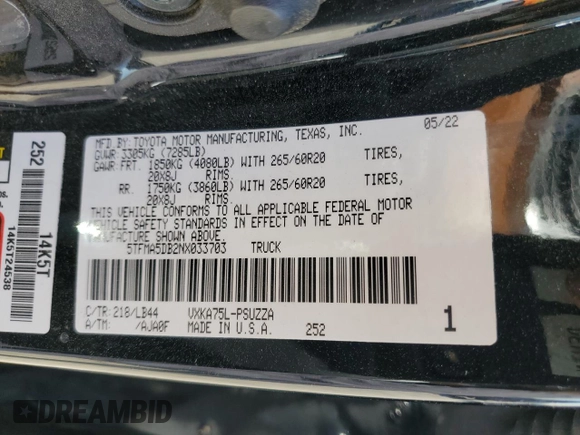 MFD BY: TOYOTA MOTOR MANUFACTURING, TEXAS, INC. 05/22
GVWR 3305KG (7285LB)
GAWR FRT. 1850KG (4080LB) WITH 265/60R20 TIRES,
20X8J RIMS,
RR. 1750KG (3860LB) WITH 265/60R20 TIRES,
20X8J RIMS,
THIS VEHICLE CONFORMS TO ALL APPLICABLE FEDERAL MOTOR
VEHICLE SAFETY STANDARDS IN EFFECT ON THE DATE OF
MANUFACTURE SHOWN ABOVE.
5TFMA5DB2NX033703 TRUCK
C/TR: 218/LB44 VXKA75L-PSUZZA
A/TM: /AJA0F MADE IN U.S.A. 252 1
252
14K5T
14K5T24538
DREAMBID